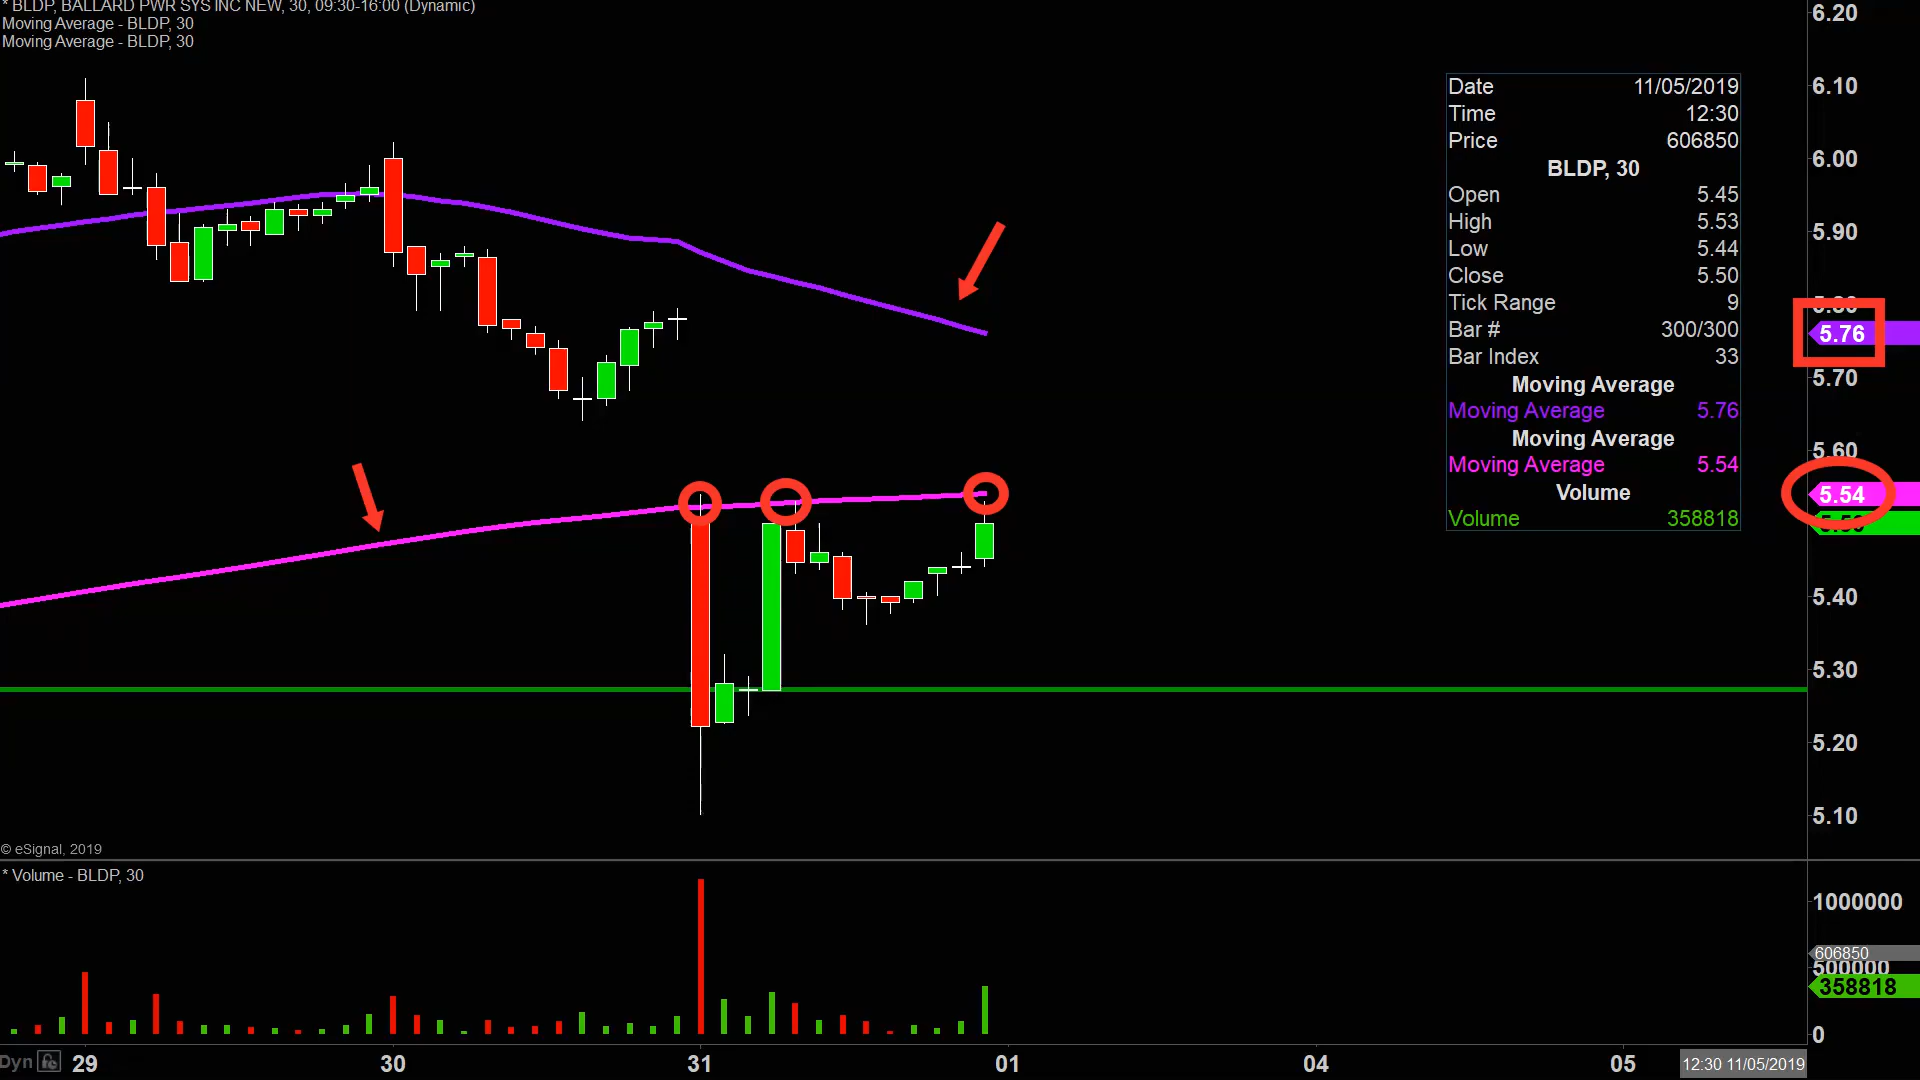 * BLDP, BALLARD PWR SYS INC NEW, 30, 09:30-16:00 (Dynamic)
Moving Average - BLDP, 30
Moving Average - BLDP, 30
Date 11/05/2019
Time 12:30
Price 606850
BLDP, 30
Open 5.45
High 5.53
Low 5.44
Close 5.50
Tick Range 9
Bar # 300/300
Bar Index 33
Moving Average
Moving Average 5.76
Moving Average
Moving Average 5.54
Volume
Volume 358818
6.20
6.10
6.00
5.90
5.76
5.70
5.60
5.54
5.40
5.30
5.20
5.10
© eSignal, 2019
* Volume - BLDP, 30
1000000
606850
500000
358818
0
Dyn 29 30 31 01 04 05 12:30 11/05/2019